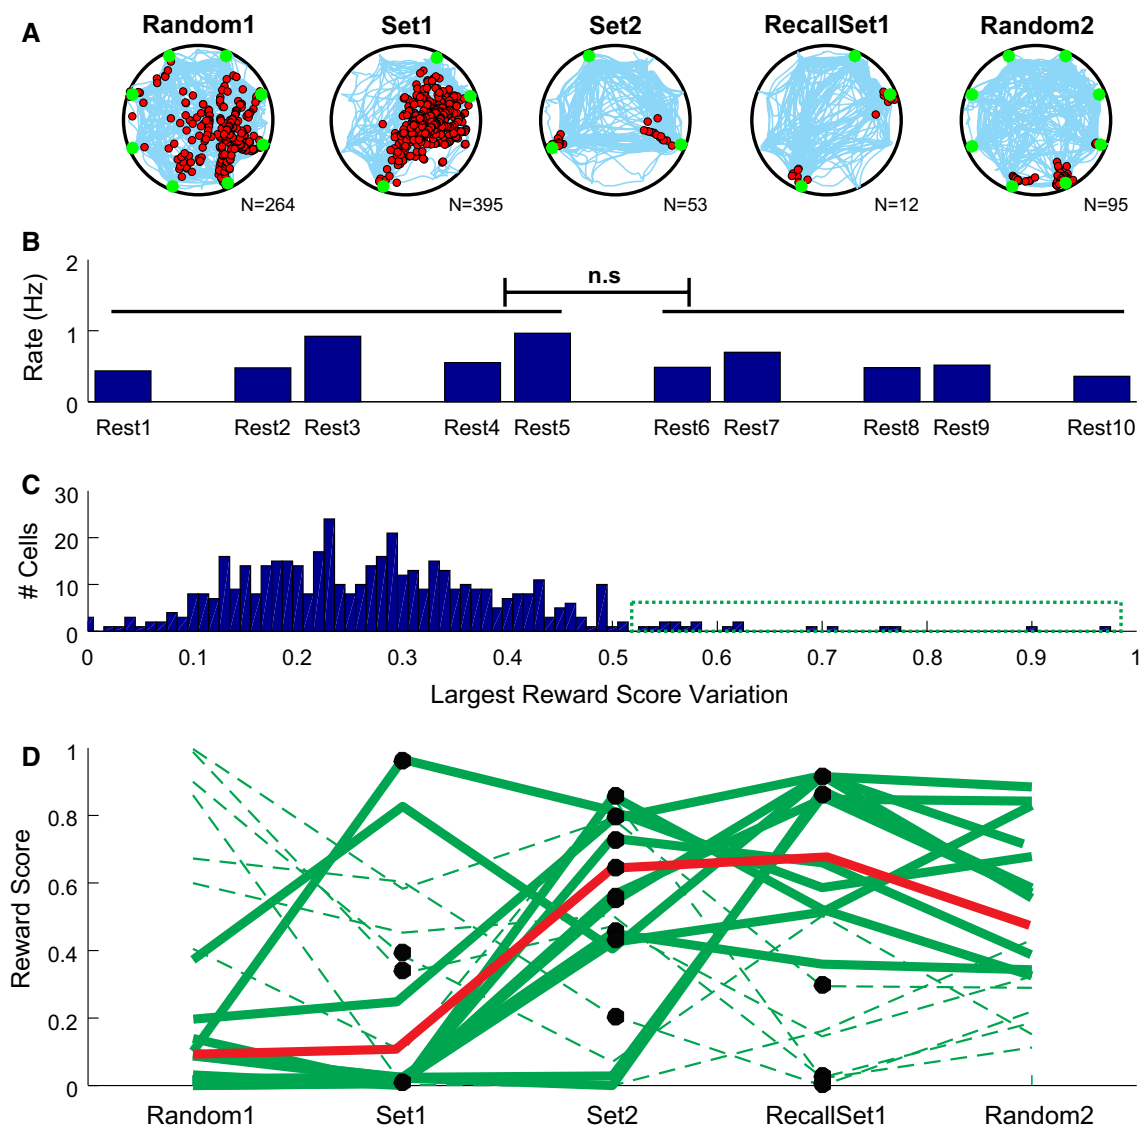 A
Random1 Set1 Set2 RecallSet1 Random2
N=264 N=395 N=53 N=12 N=95
B
2
n.s
Rate (Hz)
1
0
Rest1 Rest2 Rest3 Rest4 Rest5 Rest6 Rest7 Rest8 Rest9 Rest10
C
30
# Cells
20
10
0
0 0.1 0.2 0.3 0.4 0.5 0.6 0.7 0.8 0.9 1
Largest Reward Score Variation
D
1
Reward Score
0.8
0.6
0.4
0.2
0
Random1 Set1 Set2 RecallSet1 Random2